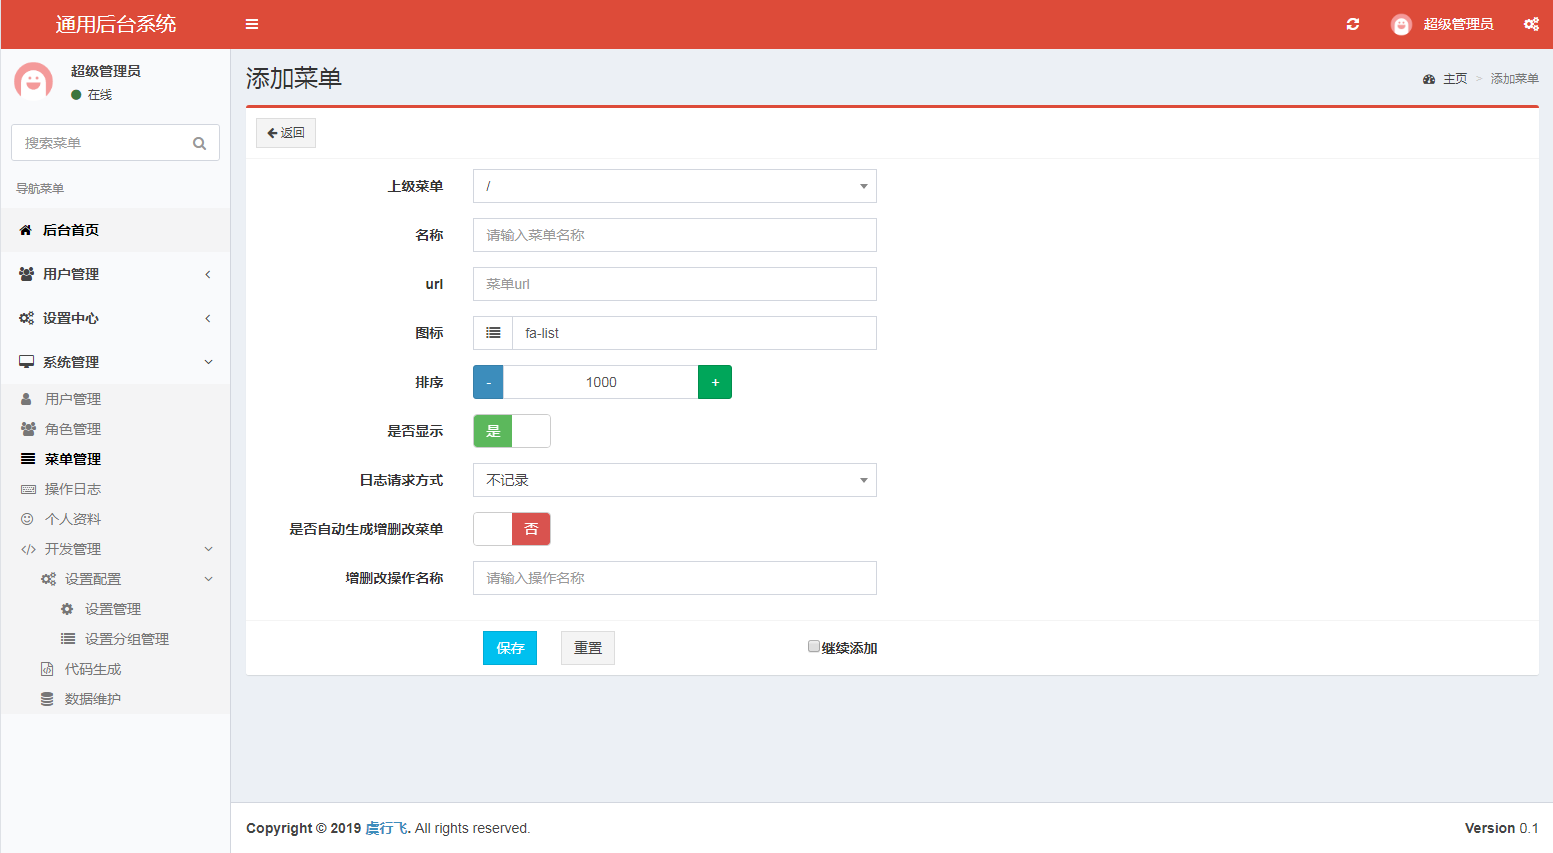 通用后台系统
超级管理员
超级管理员
在线
搜索菜单
导航菜单
后台首页
用户管理
设置中心
系统管理
用户管理
角色管理
菜单管理
操作日志
个人资料
开发管理
设置配置
设置管理
设置分组管理
代码生成
数据维护
添加菜单
主页 > 添加菜单
返回
上级菜单 /
名称 请输入菜单名称
url 菜单url
图标 fa-list
排序 - 1000 +
是否显示 是
日志请求方式 不记录
是否自动生成增删改菜单 否
增删改操作名称 请输入操作名称
保存 重置 继续添加
Copyright © 2019 虞行飞. All rights reserved.
Version 0.1